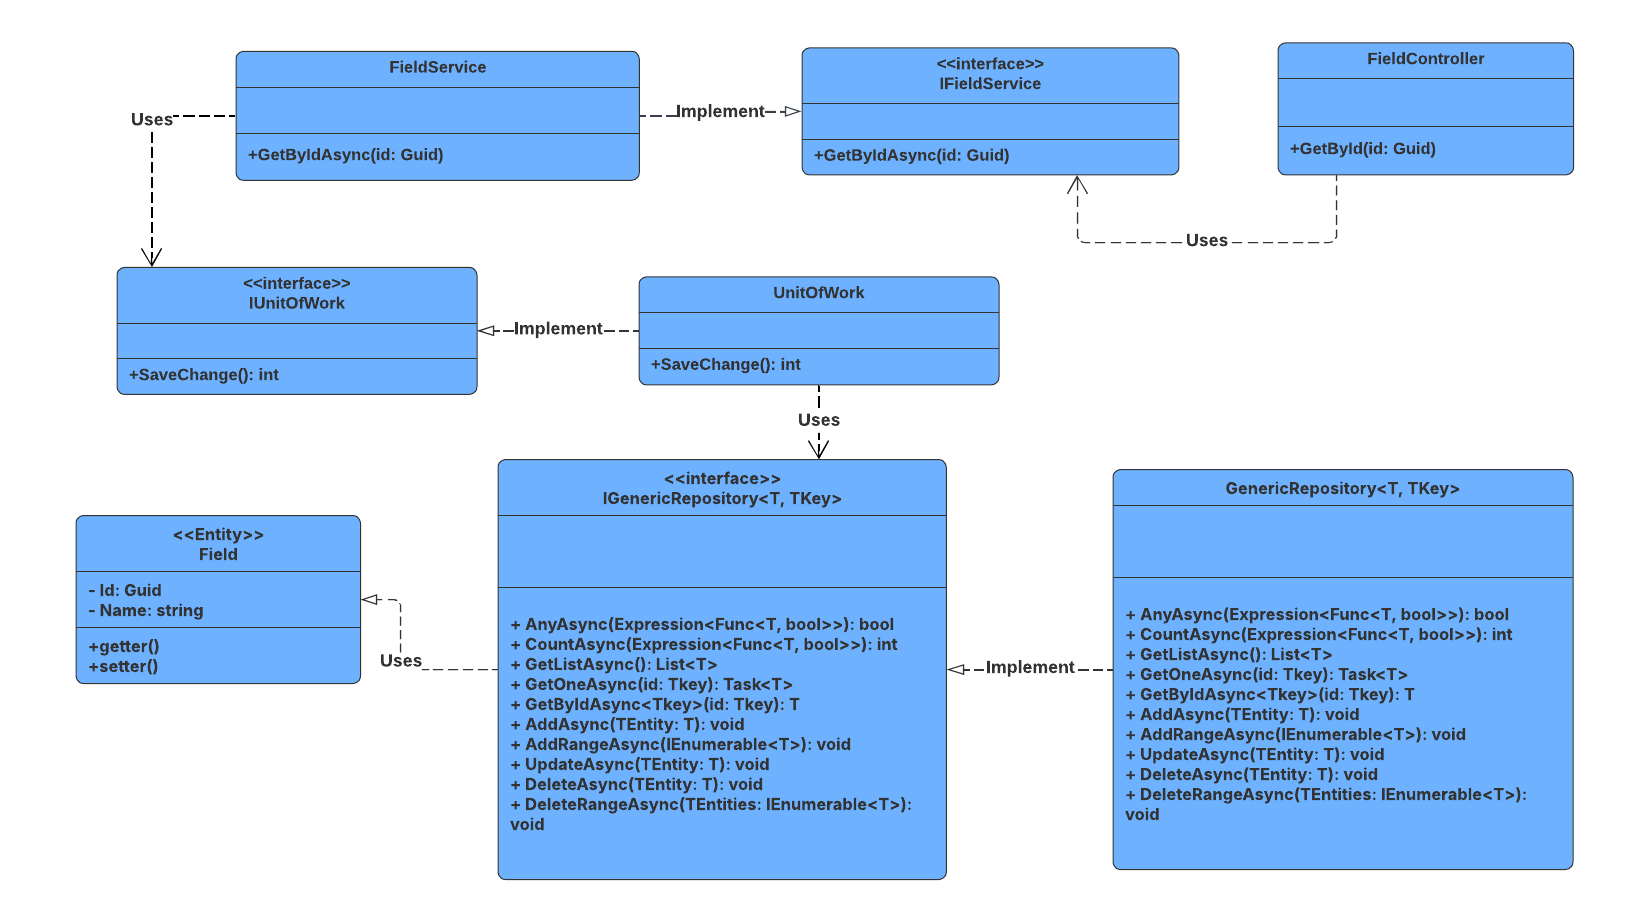 FieldService
+GetByIdAsync(id: Guid)
Implement
<<interface>>
IFieldService
+GetByIdAsync(id: Guid)
FieldController
+GetById(id: Guid)
Uses
Uses
<<interface>>
IUnitOfWork
+SaveChange(): int
Implement
UnitOfWork
+SaveChange(): int
Uses
<<Entity>>
Field
- Id: Guid
- Name: string
+getter()
+setter()
Uses
<<interface>>
IGenericRepository<T, TKey>
+ AnyAsync(Expression<Func<T, bool>>): bool
+ CountAsync(Expression<Func<T, bool>>): int
+ GetListAsync(): List<T>
+ GetOneAsync(id: Tkey): Task<T>
+ GetByIdAsync<Tkey>(id: Tkey): T
+ AddAsync(TEntity: T): void
+ AddRangeAsync(IEnumerable<T>): void
+ UpdateAsync(TEntity: T): void
+ DeleteAsync(TEntity: T): void
+ DeleteRangeAsync(TEntities: IEnumerable<T>):
void
Implement
GenericRepository<T, TKey>
+ AnyAsync(Expression<Func<T, bool>>): bool
+ CountAsync(Expression<Func<T, bool>>): int
+ GetListAsync(): List<T>
+ GetOneAsync(id: Tkey): Task<T>
+ GetByIdAsync<Tkey>(id: Tkey): T
+ AddAsync(TEntity: T): void
+ AddRangeAsync(IEnumerable<T>): void
+ UpdateAsync(TEntity: T): void
+ DeleteAsync(TEntity: T): void
+ DeleteRangeAsync(TEntities: IEnumerable<T>):
void